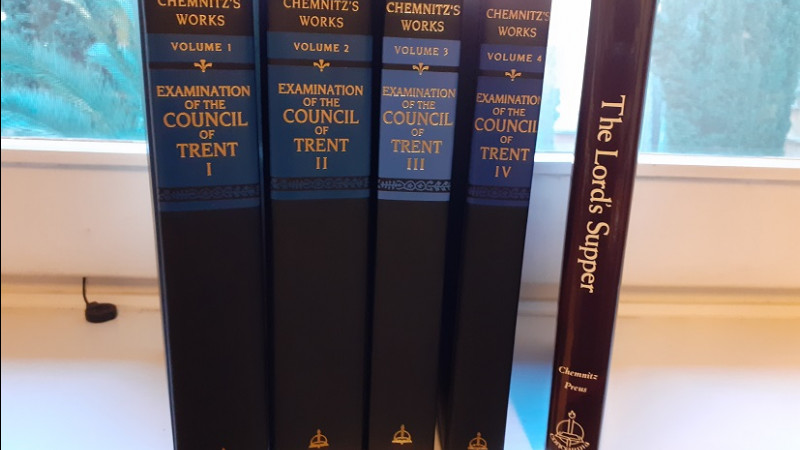 CHEMNITZ'S
WORKS
VOLUME 1
EXAMINATION
OF THE
COUNCIL
OF
TRENT
I
CHEMNITZ'S
WORKS
VOLUME 2
EXAMINATION
OF THE
COUNCIL
OF
TRENT
II
CHEMNITZ'S
WORKS
VOLUME 3
EXAMINATION
OF THE
COUNCIL
OF
TRENT
III
CHEMNITZ'S
WORKS
VOLUME 4
EXAMINATION
OF THE
COUNCIL
OF
TRENT
IV
The Lord's Supper
Chemnitz
Preus